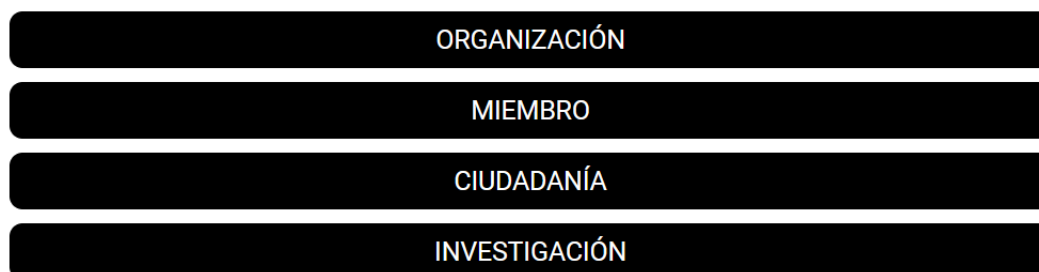 ORGANIZACIÓN
MIEMBRO
CIUDADANÍA
INVESTIGACIÓN